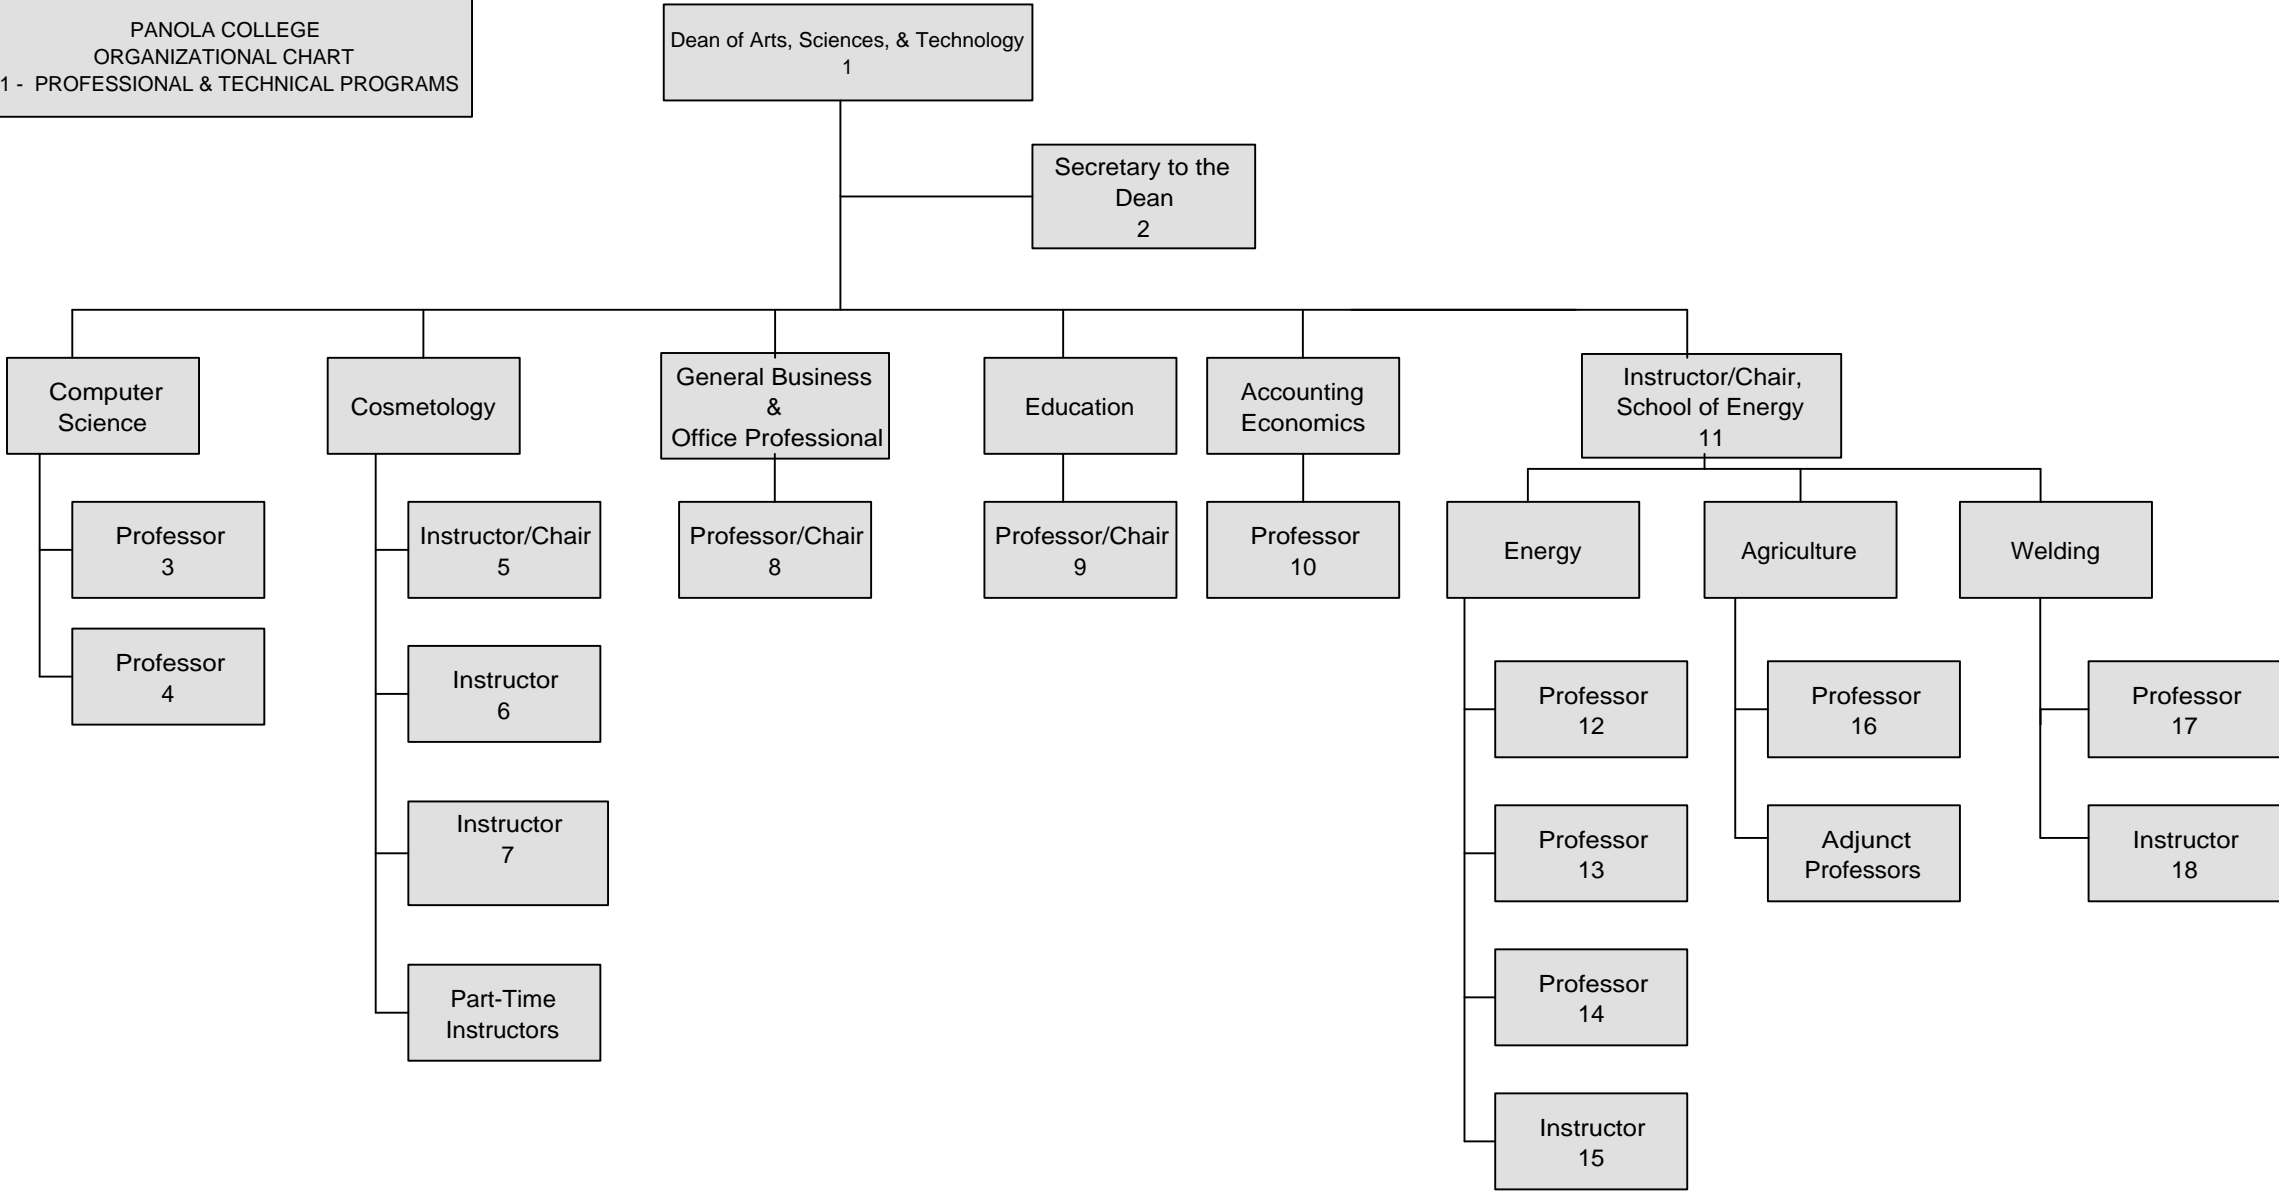 PANOLA COLLEGE
ORGANIZATIONAL CHART
1 - PROFESSIONAL & TECHNICAL PROGRAMS
Dean of Arts, Sciences, & Technology
1
Secretary to the
Dean
2
Computer
Science
Cosmetology
General Business
&
Office Professional
Education
Accounting
Economics
Instructor/Chair,
School of Energy
11
Professor
3
Professor
4
Instructor/Chair
5
Instructor
6
Instructor
7
Part-Time
Instructors
Professor/Chair
8
Professor/Chair
9
Professor
10
Energy
Professor
12
Professor
13
Professor
14
Instructor
15
Agriculture
Professor
16
Adjunct
Professors
Welding
Professor
17
Instructor
18